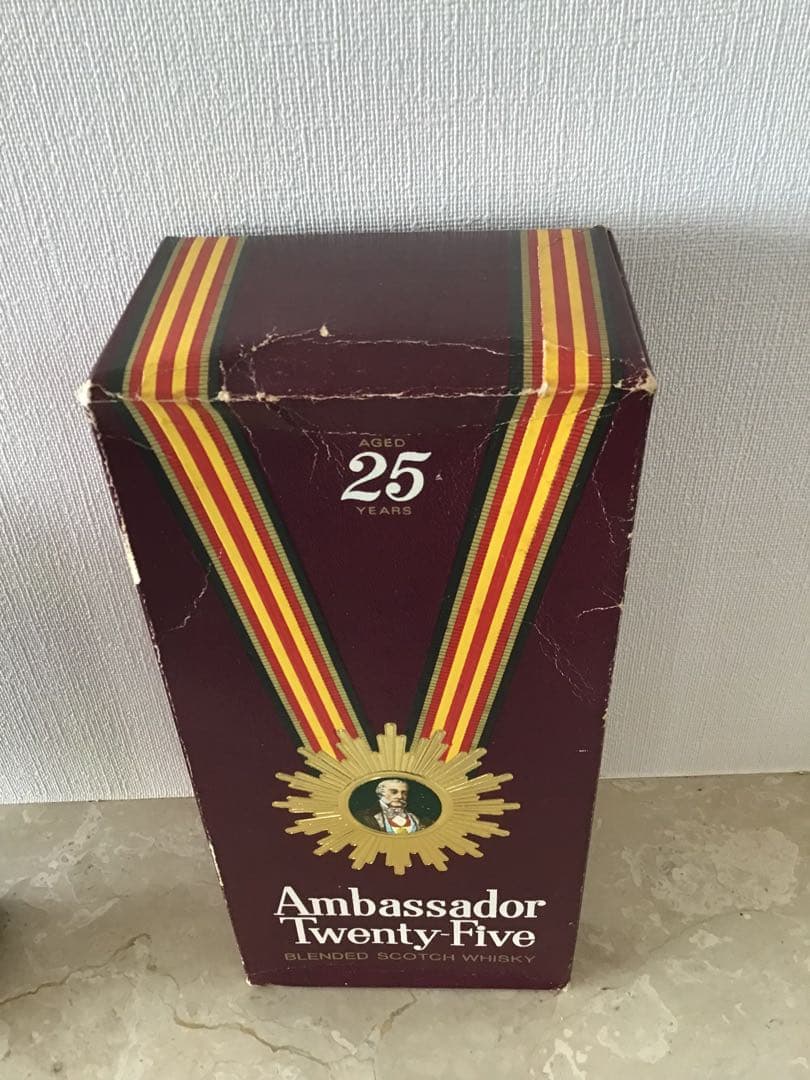 AGED
25
YEARS
Ambassador
Twenty-Five
BLENDED SCOTCH WHISKY